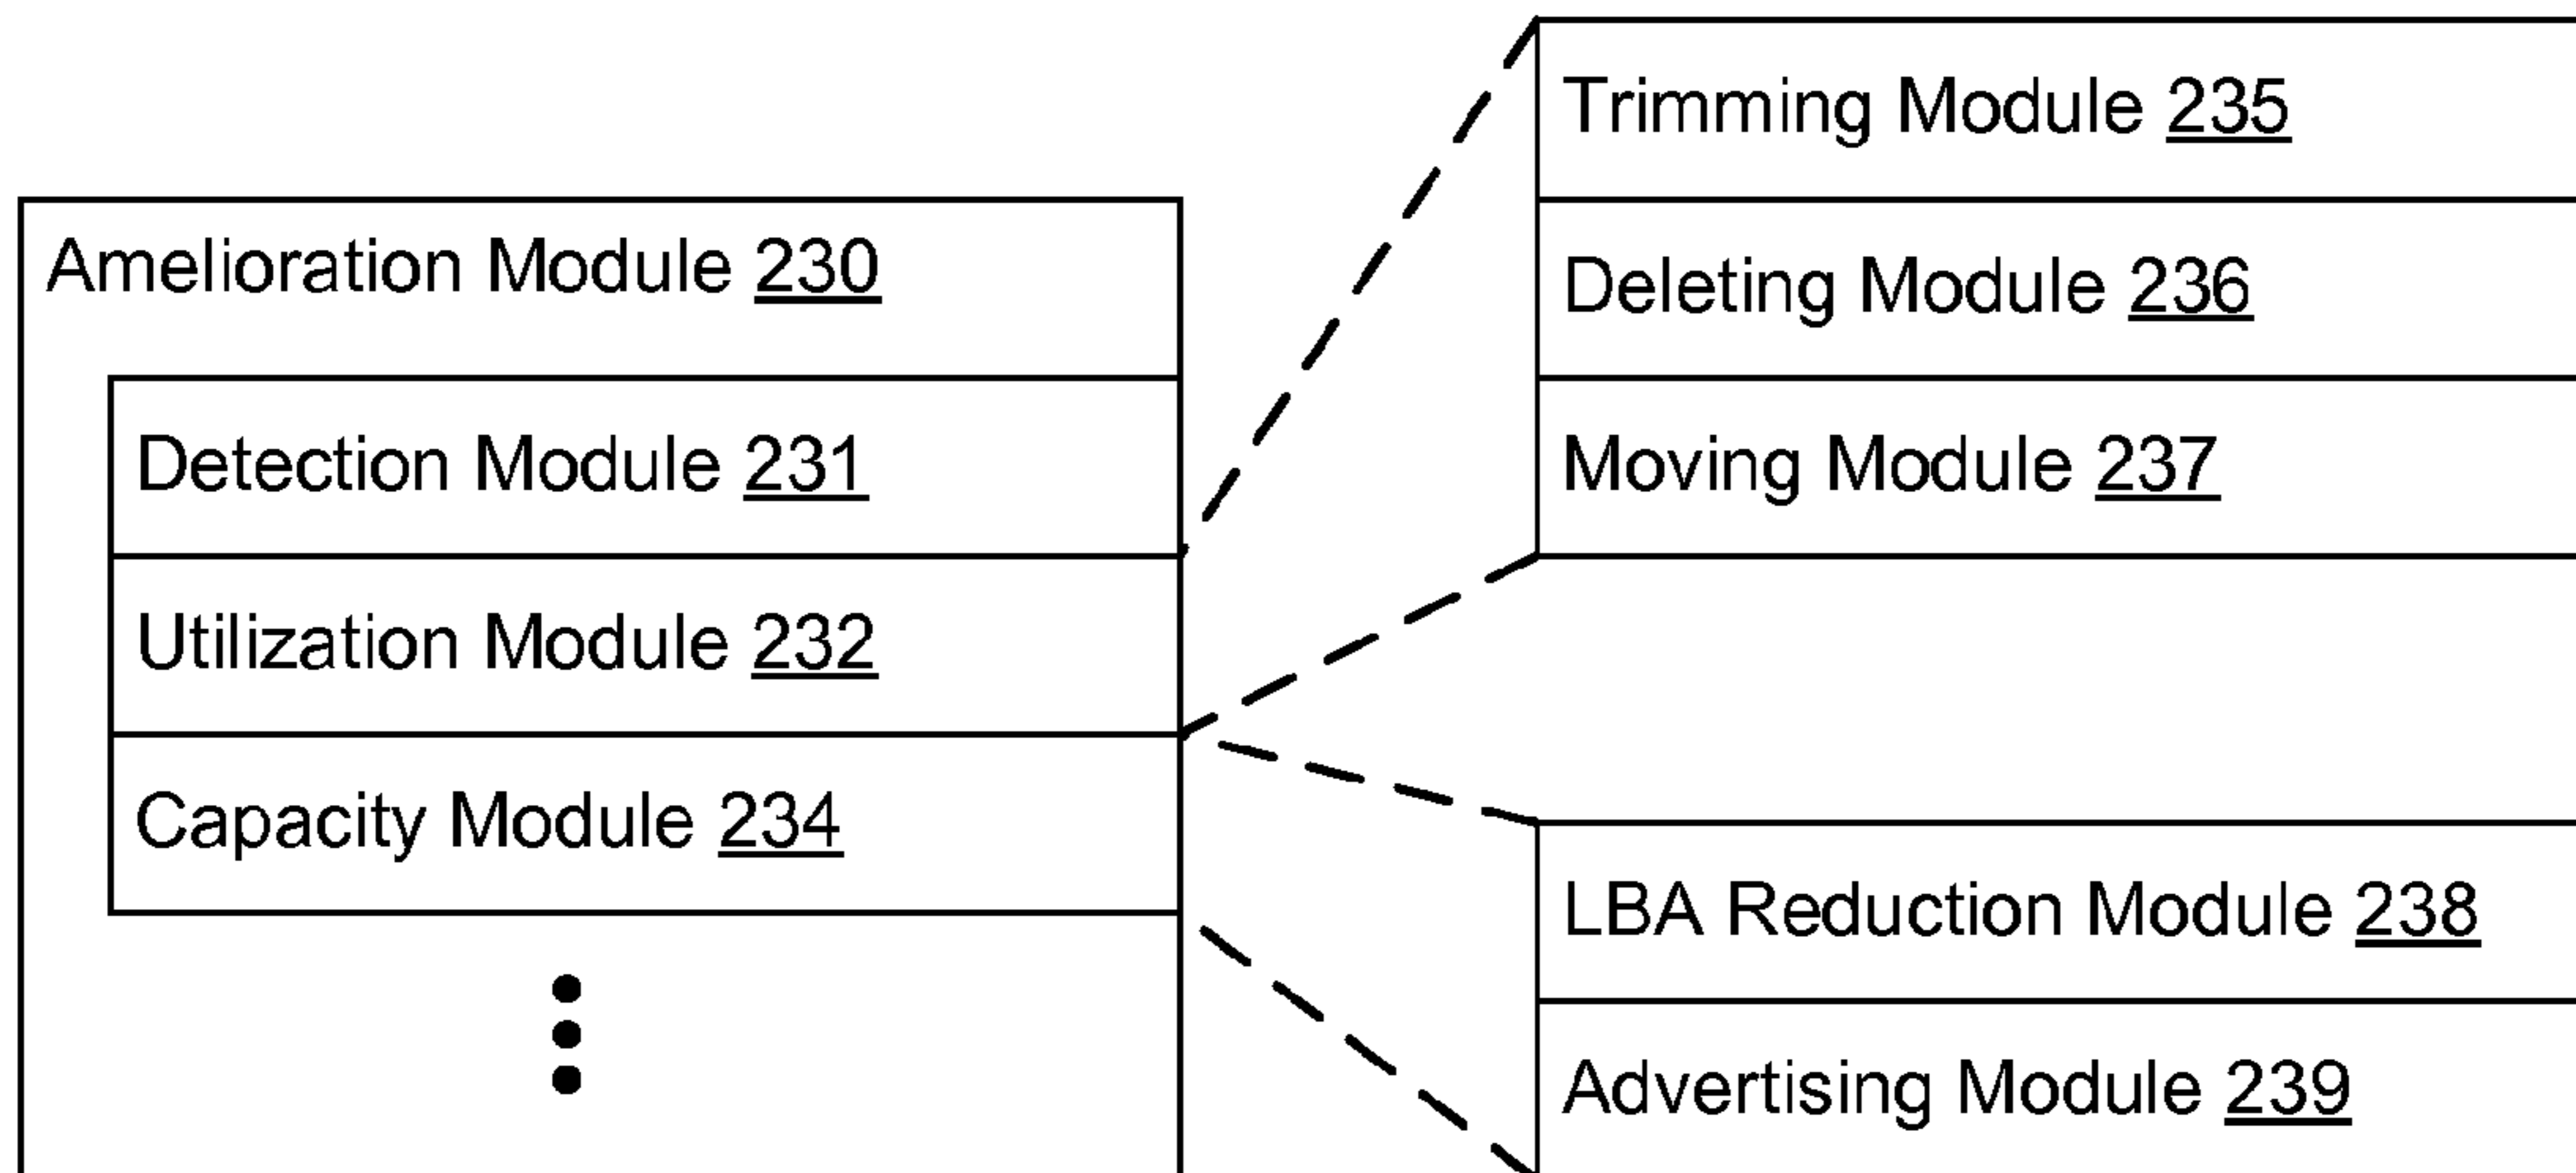 Amelioration Module 230
Detection Module 231
Utilization Module 232
Capacity Module 234
Trimming Module 235
Deleting Module 236
Moving Module 237
LBA Reduction Module 238
Advertising Module 239